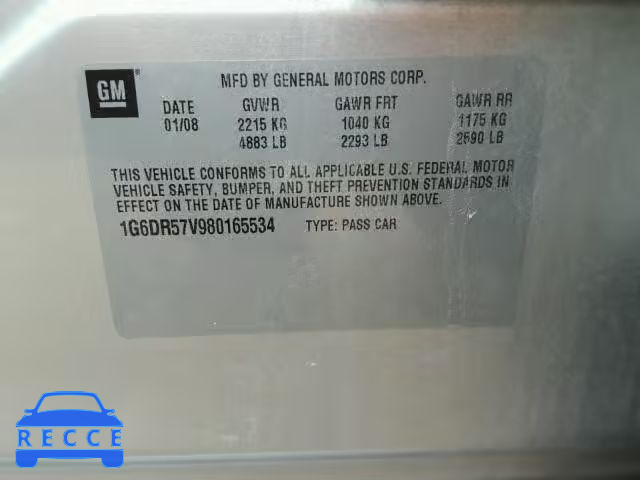 GM
MFD BY GENERAL MOTORS CORP.
DATE GVWR GAWR FRT GAWR RR
01/08 2215 KG 1040 KG 1175 KG
4883 LB 2293 LB 2590 LB
THIS VEHICLE CONFORMS TO ALL APPLICABLE U.S. FEDERAL MOTOR
VEHICLE SAFETY, BUMPER, AND THEFT PREVENTION STANDARDS IN
EFFECT ON THE DATE OF MANUFACTURE SHOWN ABOVE.
1G6DR57V980165534 TYPE: PASS CAR
RECCE